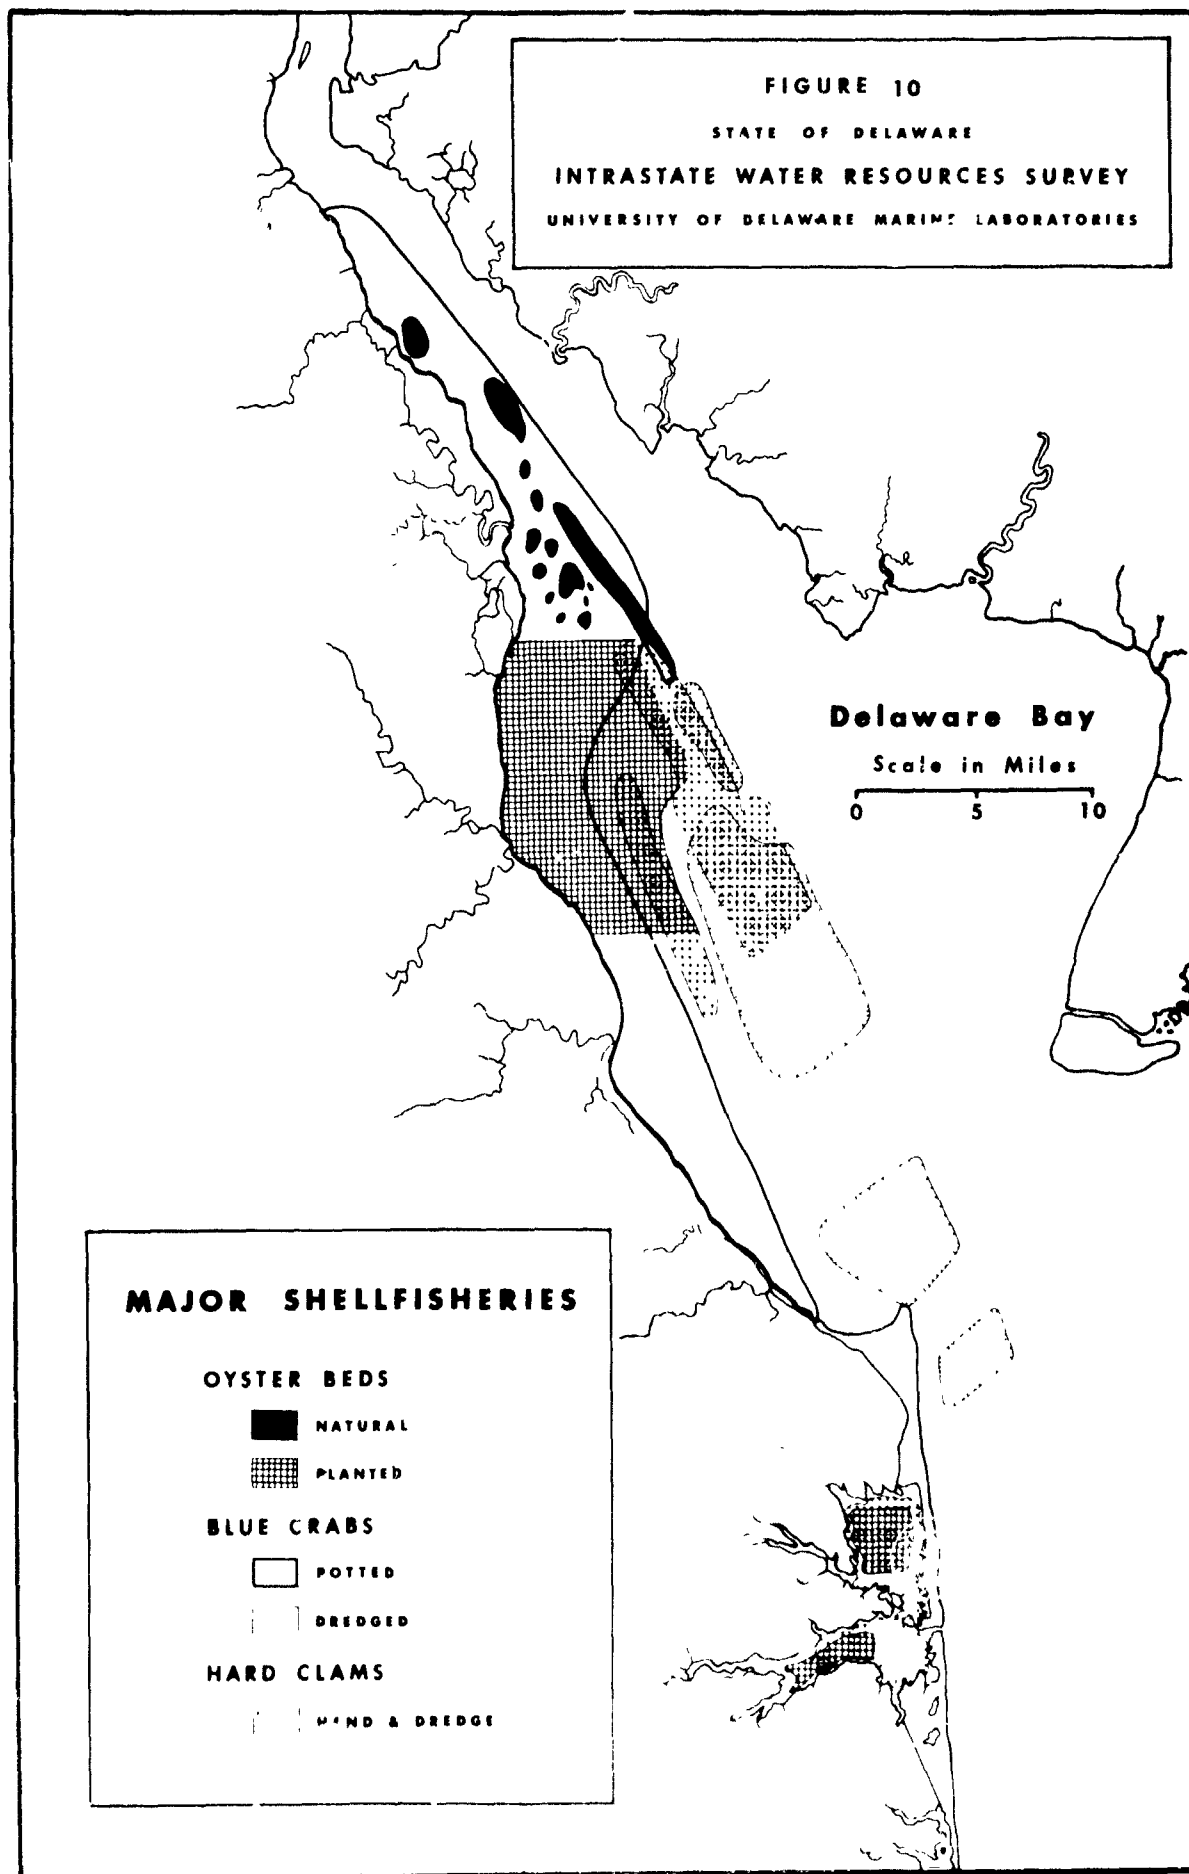 FIGURE 10
STATE OF DELAWARE
INTRASTATE WATER RESOURCES SURVEY
UNIVERSITY OF DELAWARE MARINE LABORATORIES
Delaware Bay
Scale in Miles
0 5 10
MAJOR SHELLFISHERIES
OYSTER BEDS
NATURAL
PLANTED
BLUE CRABS
POTTED
DREDGED
HARD CLAMS
HAND & DREDGE